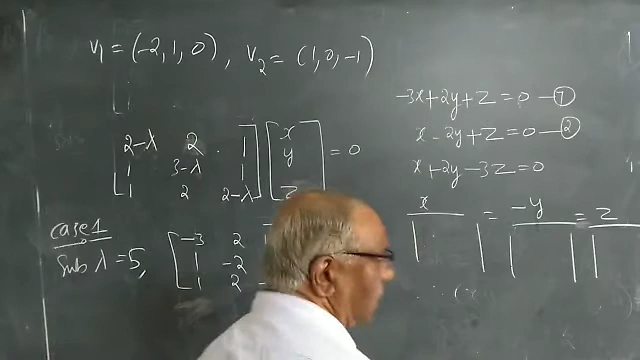 V₁ = (-2, 1, 0), V₂ = (1, 0, -1)
[2-λ 2 1] [x]
[1 3-λ 1] [y] = 0
[1 2 2-λ] [z]
case 1
Sub λ = 5,
[-3 2
1 -2
1 2 -
-3x + 2y + z = 0 — ①
x - 2y + z = 0 — ②
x + 2y - 3z = 0
x = -y = z